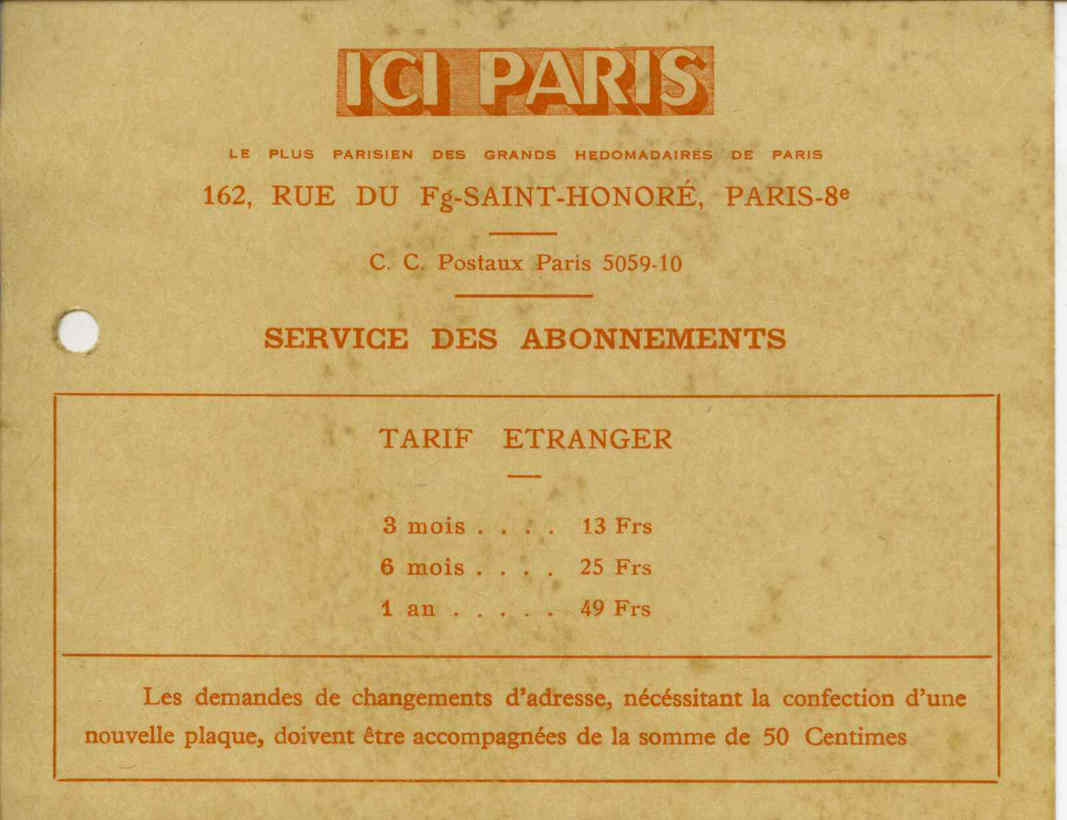 ICI PARIS
LE PLUS PARISIEN DES GRANDS HEDOMADAIRES DE PARIS
162, RUE DU Fg-SAINT-HONORÉ, PARIS-8e
C. C. Postaux Paris 5059-10
SERVICE DES ABONNEMENTS
TARIF ETRANGER
3 mois . . . . 13 Frs
6 mois . . . . 25 Frs
1 an . . . . . 49 Frs
Les demandes de changements d'adresse, nécéssitant la confection d'une
nouvelle plaque, doivent être accompagnées de la somme de 50 Centimes